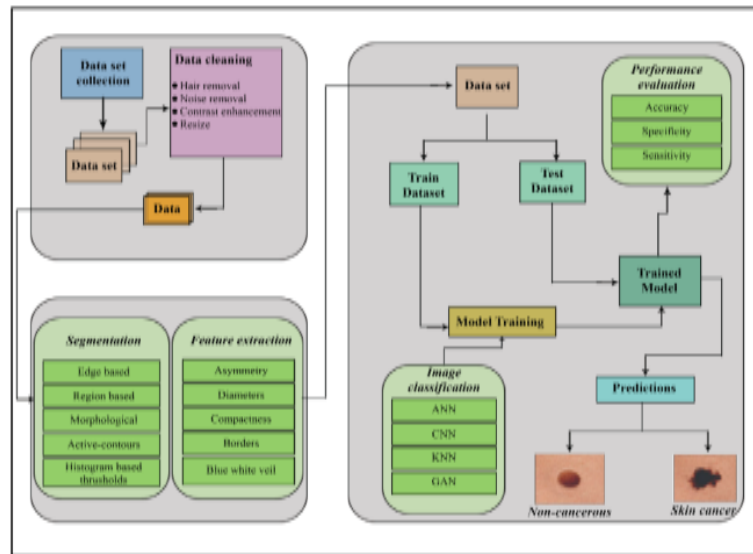 Data set
collection
Data cleaning
★ Hair removal
★ Noise removal
★ Contrast enhancement
★ Resize
Data set
Data
Segmentation
Edge based
Region based
Morphological
Active-contours
Histogram based
thrusholds
Feature extraction
Asymmetry
Diameters
Compactness
Borders
Blue white veil
Data set
Train
Dataset
Test
Dataset
Performance
evaluation
Accuracy
Specificity
Sensitivity
Trained
Model
Model Training
Image
classification
ANN
CNN
KNN
GAN
Predictions
Non-cancerous
Skin cancer